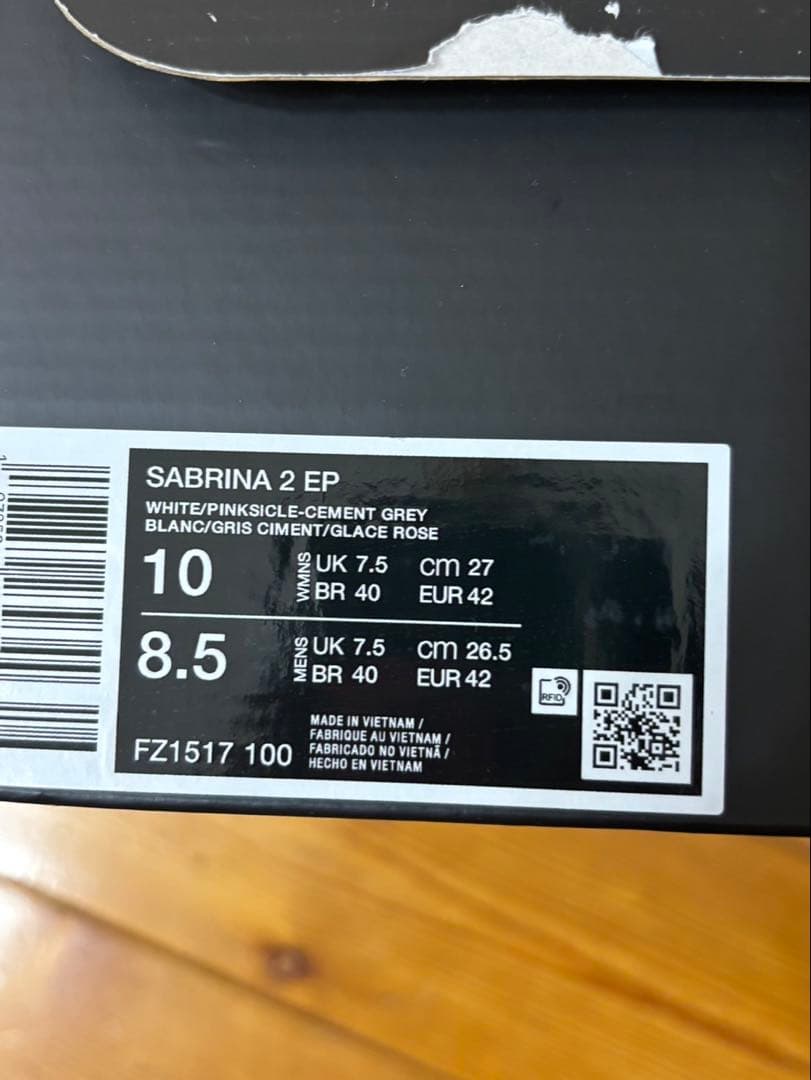 SABRINA 2 EP
WHITE/PINKSICLE-CEMENT GREY
BLANC/GRIS CIMENT/GLACE ROSE
10 WMNS UK 7.5 cm 27
BR 40 EUR 42
8.5 MENS UK 7.5 cm 26.5
BR 40 EUR 42
RFID
MADE IN VIETNAM /
FABRIQUE AU VIETNAM /
FABRICADO NO VIETNÃ /
HECHO EN VIETNAM
FZ1517 100